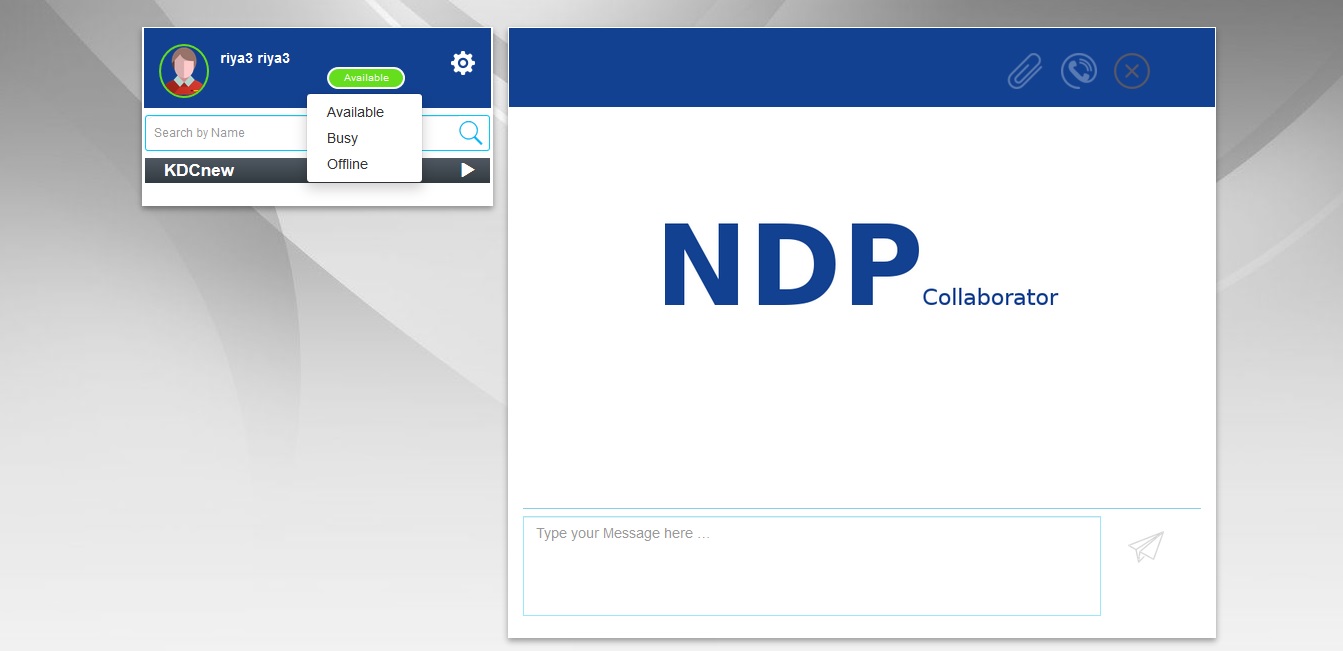 riya3 riya3
Available
Available
Busy
Offline
Search by Name
KDCnew
NDP Collaborator
Type your Message here ...